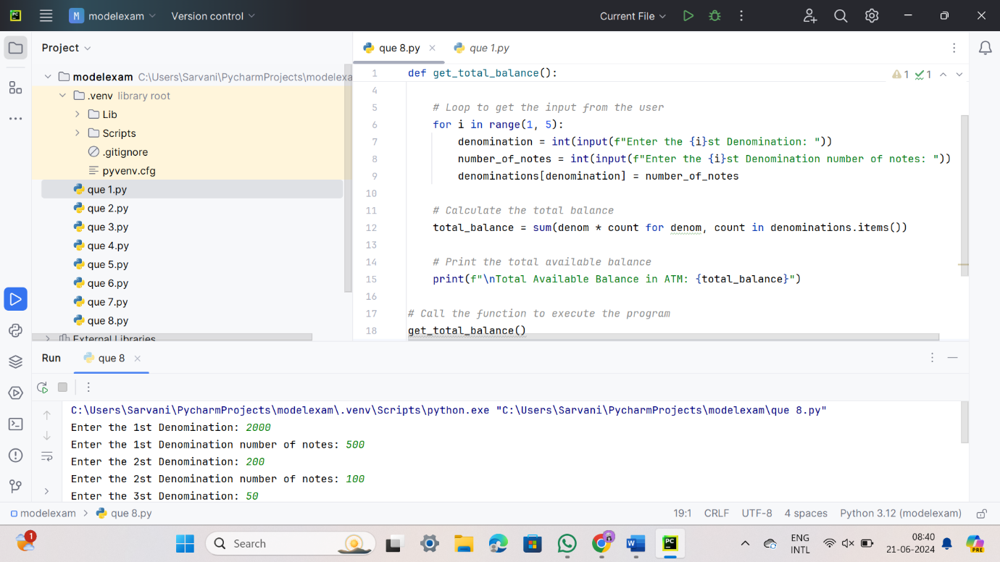 M modelexam Version control Current File
Project
modelexam C:\Users\Sarvani\PycharmProjects\modelexa
.venv library root
Lib
Scripts
.gitignore
pyvenv.cfg
que 1.py
que 2.py
que 3.py
que 4.py
que 5.py
que 6.py
que 7.py
que 8.py
External Libraries
que 8.py que 1.py
1 def get_total_balance():
1 1
4
5 # Loop to get the input from the user
6 for i in range(1, 5):
7 denomination = int(input(f"Enter the {i}st Denomination: "))
8 number_of_notes = int(input(f"Enter the {i}st Denomination number of notes: "))
9 denominations[denomination] = number_of_notes
10
11 # Calculate the total balance
12 total_balance = sum(denom * count for denom, count in denominations.items())
13
14 # Print the total available balance
15 print(f"\nTotal Available Balance in ATM: {total_balance}")
16
17 # Call the function to execute the program
18 get_total_balance()
Run que 8
C:\Users\Sarvani\PycharmProjects\modelexam\.venv\Scripts\python.exe "C:\Users\Sarvani\PycharmProjects\modelexam\que 8.py"
Enter the 1st Denomination: 2000
Enter the 1st Denomination number of notes: 500
Enter the 2st Denomination: 200
Enter the 2st Denomination number of notes: 100
Enter the 3st Denomination: 50
modelexam > que 8.py 19:1 CRLF UTF-8 4 spaces Python 3.12 (modelexam)
1 Search
ENG
INTL
08:40
21-06-2024
PRE